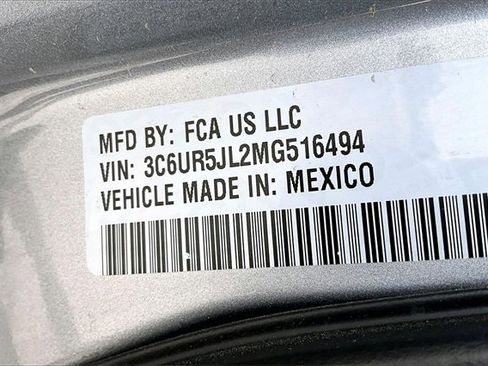 MFD BY: FCA US LLC
VIN: 3C6UR5JL2MG516494
VEHICLE MADE IN: MEXICO